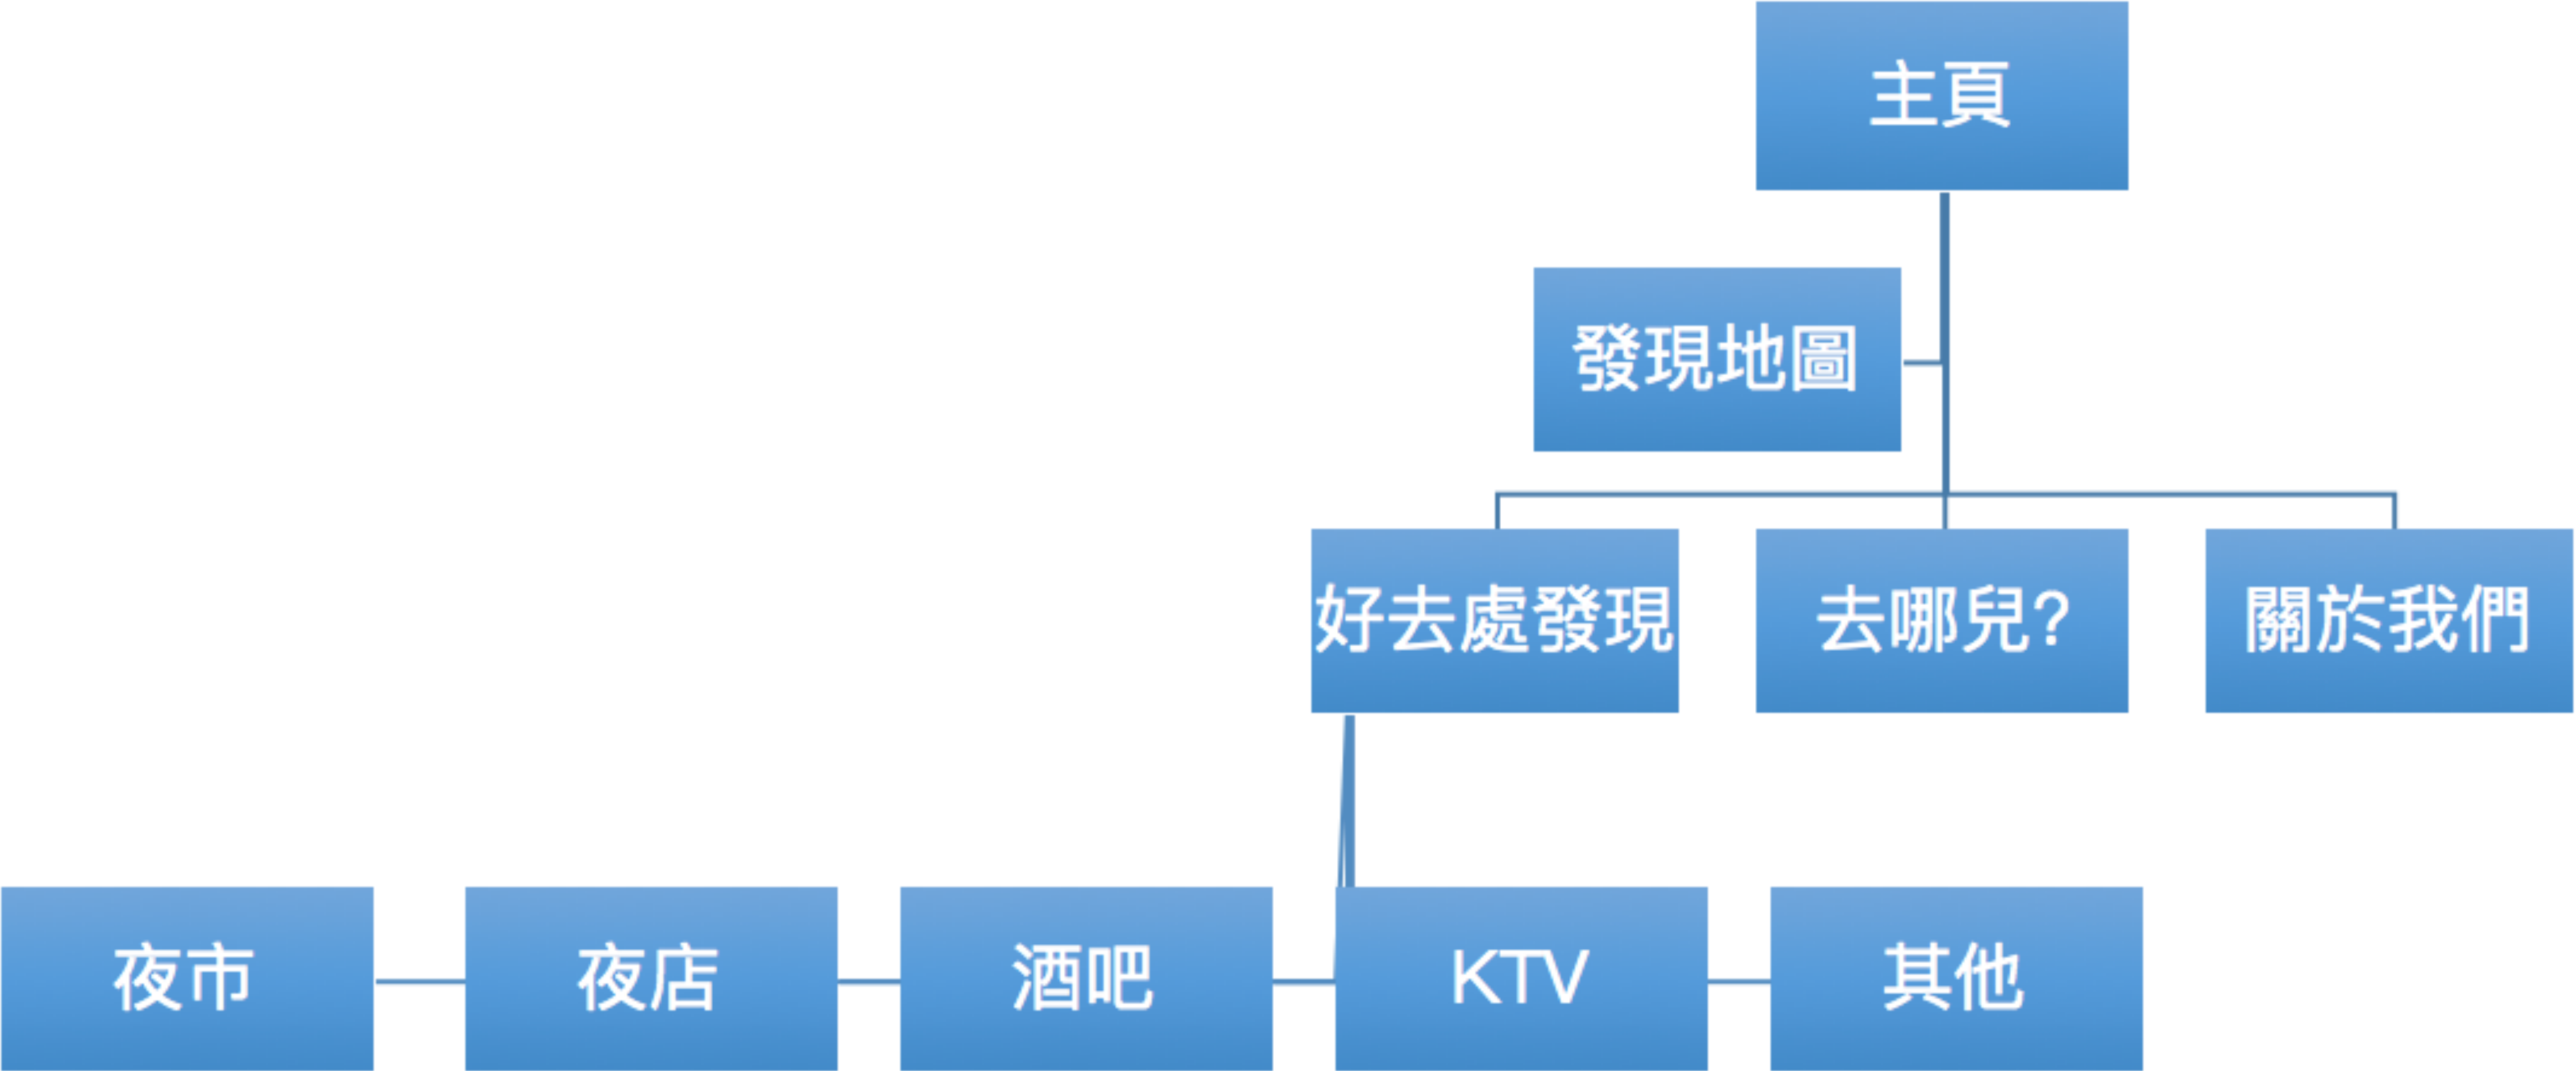 主頁
發現地圖
好去處發現
去哪兒?
關於我們
夜市
夜店
酒吧
KTV
其他